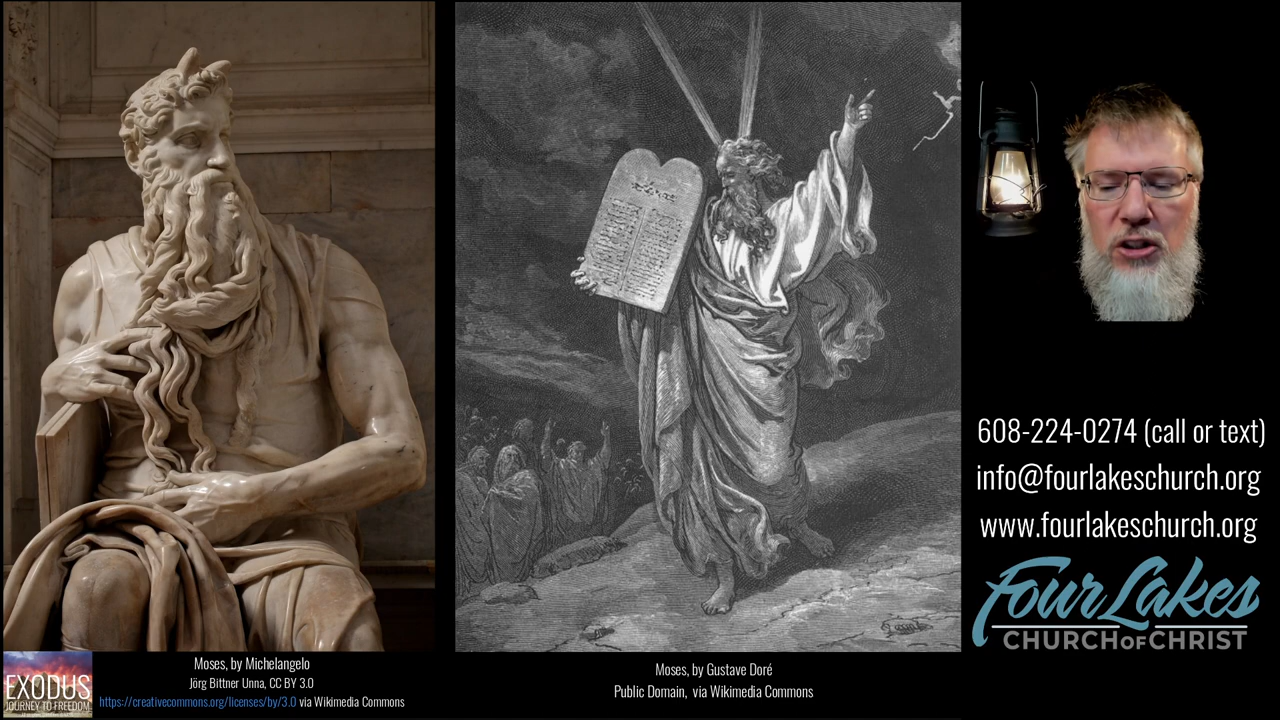 EXODUS
JOURNEY TO FREEDOM
Moses, by Michelangelo
Jörg Bittner Unna, CC BY 3.0
https://creativecommons.org/licenses/by/3.0 via Wikimedia Commons
Moses, by Gustave Doré
Public Domain, via Wikimedia Commons
608-224-0274 (call or text)
info@fourlakeschurch.org
www.fourlakeschurch.org
Four Lakes
CHURCH OF CHRIST